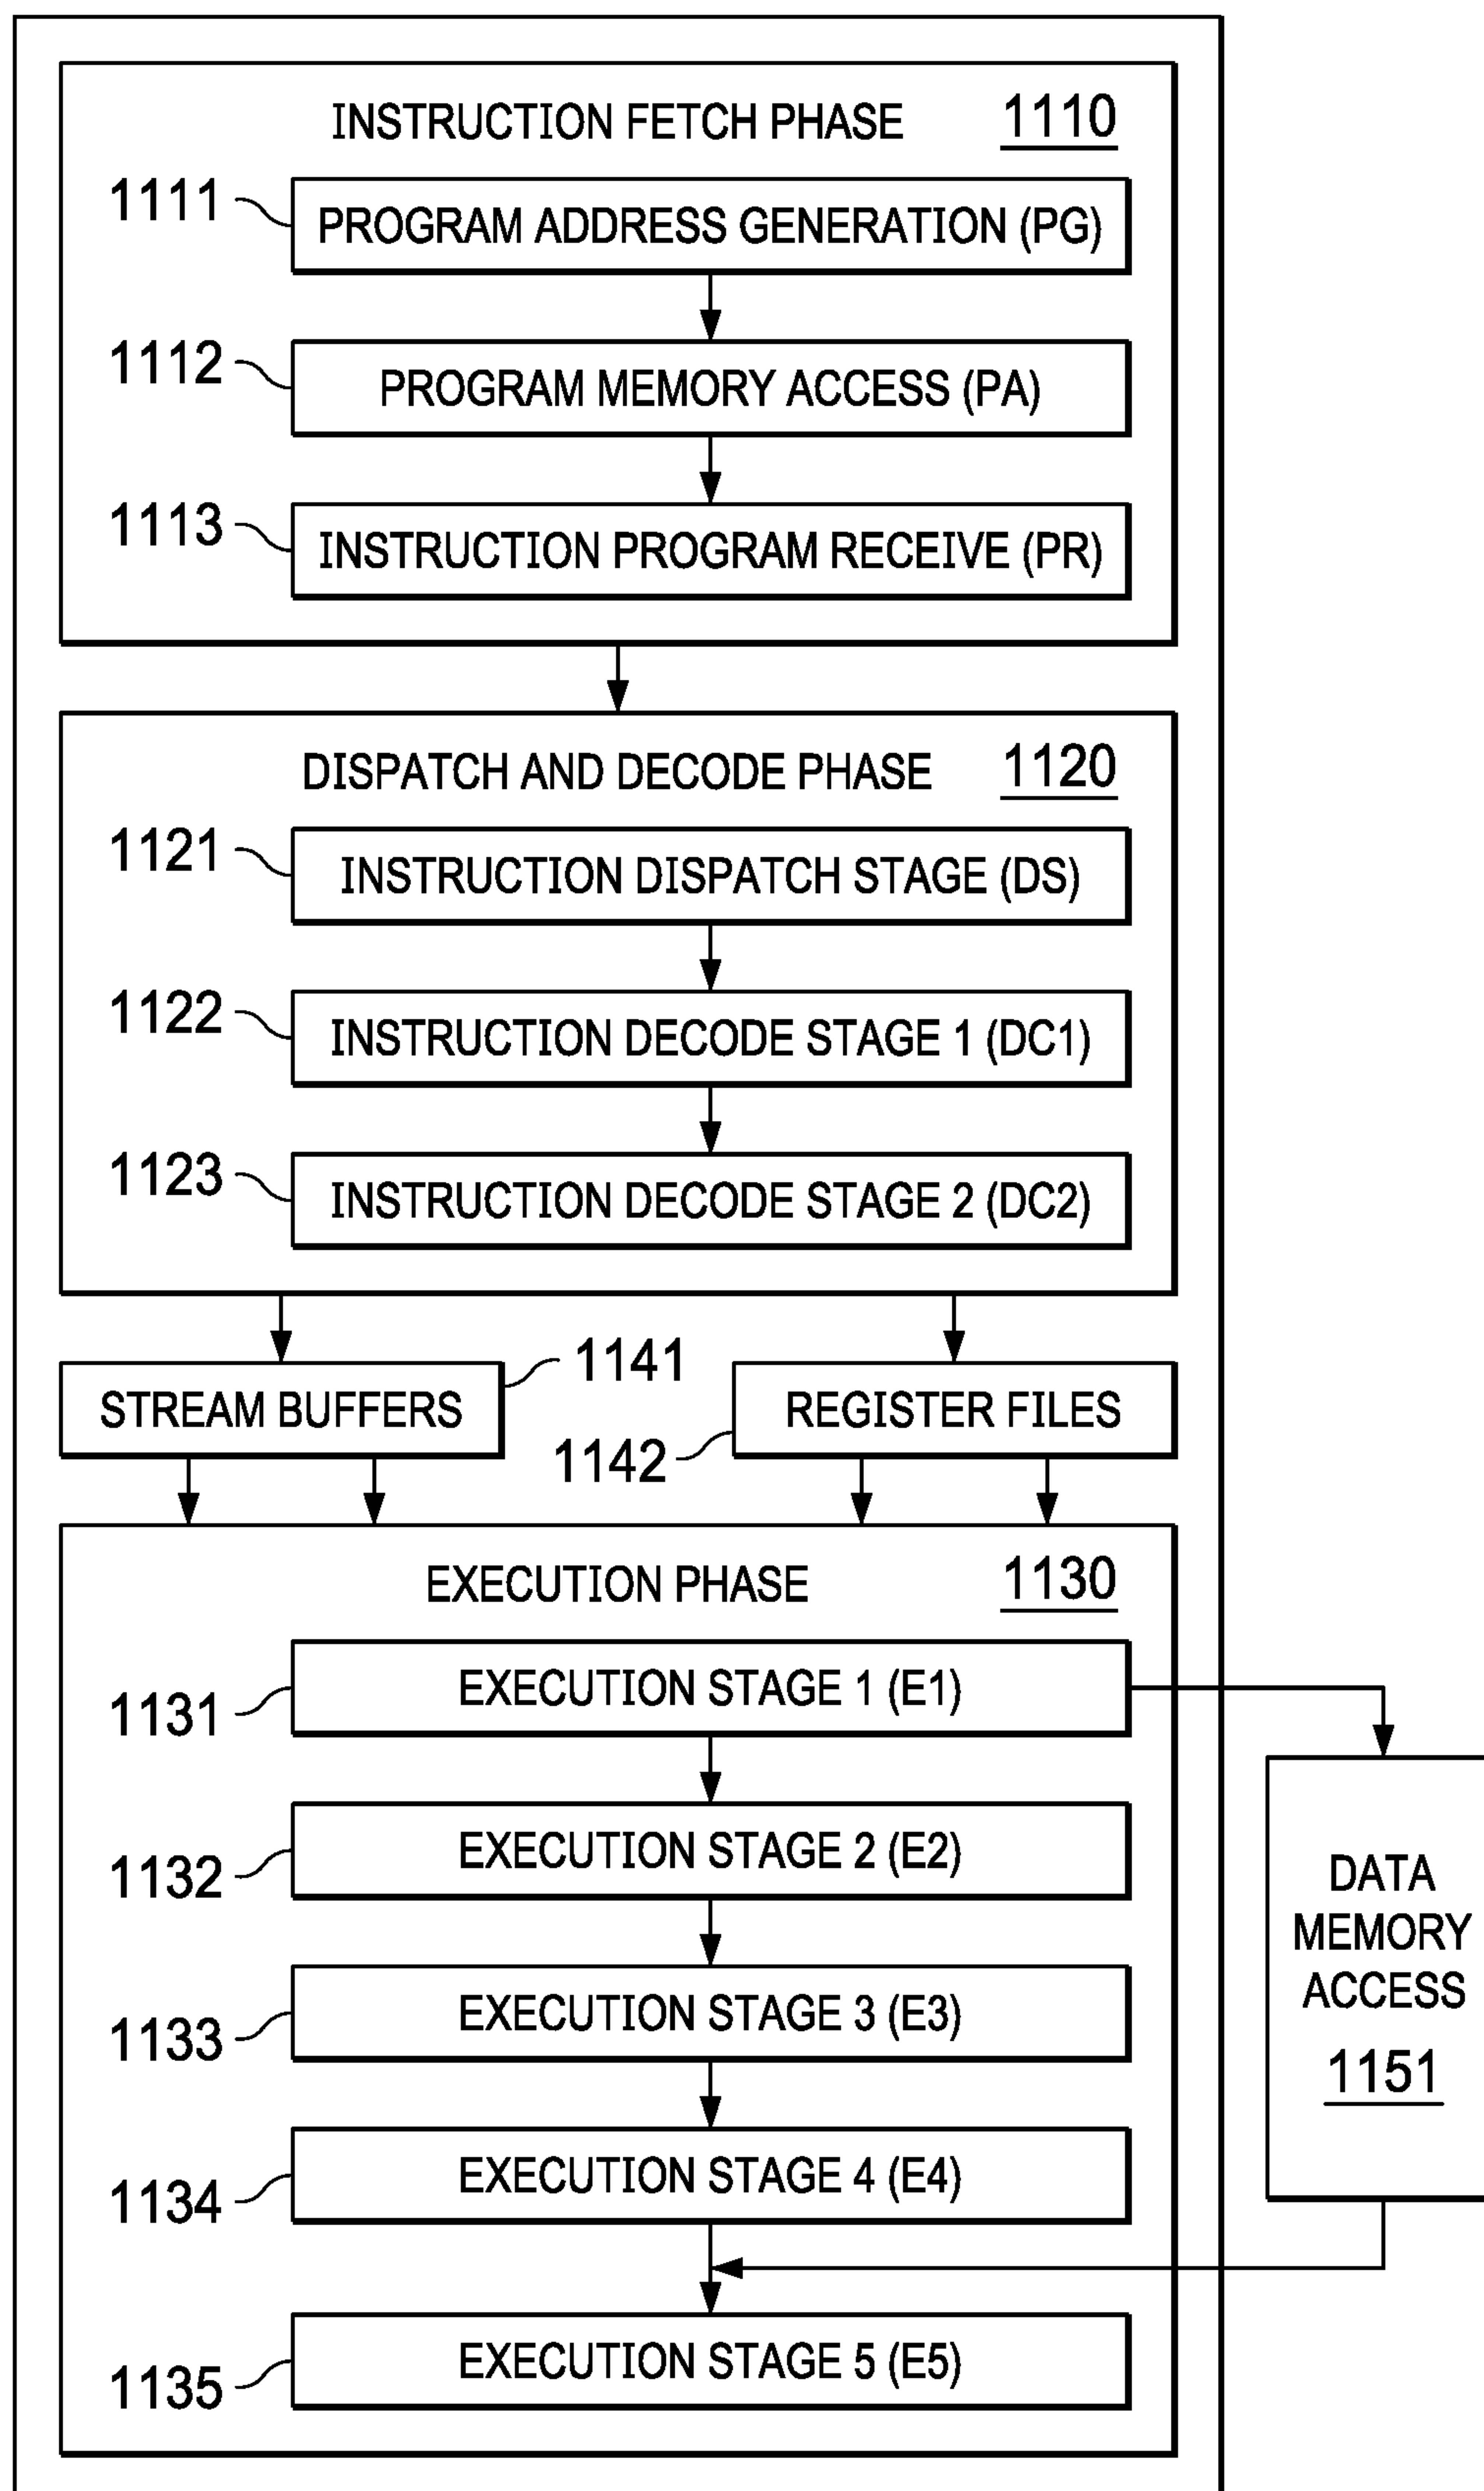 INSTRUCTION FETCH PHASE 1110
1111 PROGRAM ADDRESS GENERATION (PG)
1112 PROGRAM MEMORY ACCESS (PA)
1113 INSTRUCTION PROGRAM RECEIVE (PR)
DISPATCH AND DECODE PHASE 1120
1121 INSTRUCTION DISPATCH STAGE (DS)
1122 INSTRUCTION DECODE STAGE 1 (DC1)
1123 INSTRUCTION DECODE STAGE 2 (DC2)
STREAM BUFFERS
1141
1142
REGISTER FILES
EXECUTION PHASE 1130
1131 EXECUTION STAGE 1 (E1)
1132 EXECUTION STAGE 2 (E2)
1133 EXECUTION STAGE 3 (E3)
1134 EXECUTION STAGE 4 (E4)
1135 EXECUTION STAGE 5 (E5)
DATA
MEMORY
ACCESS
1151